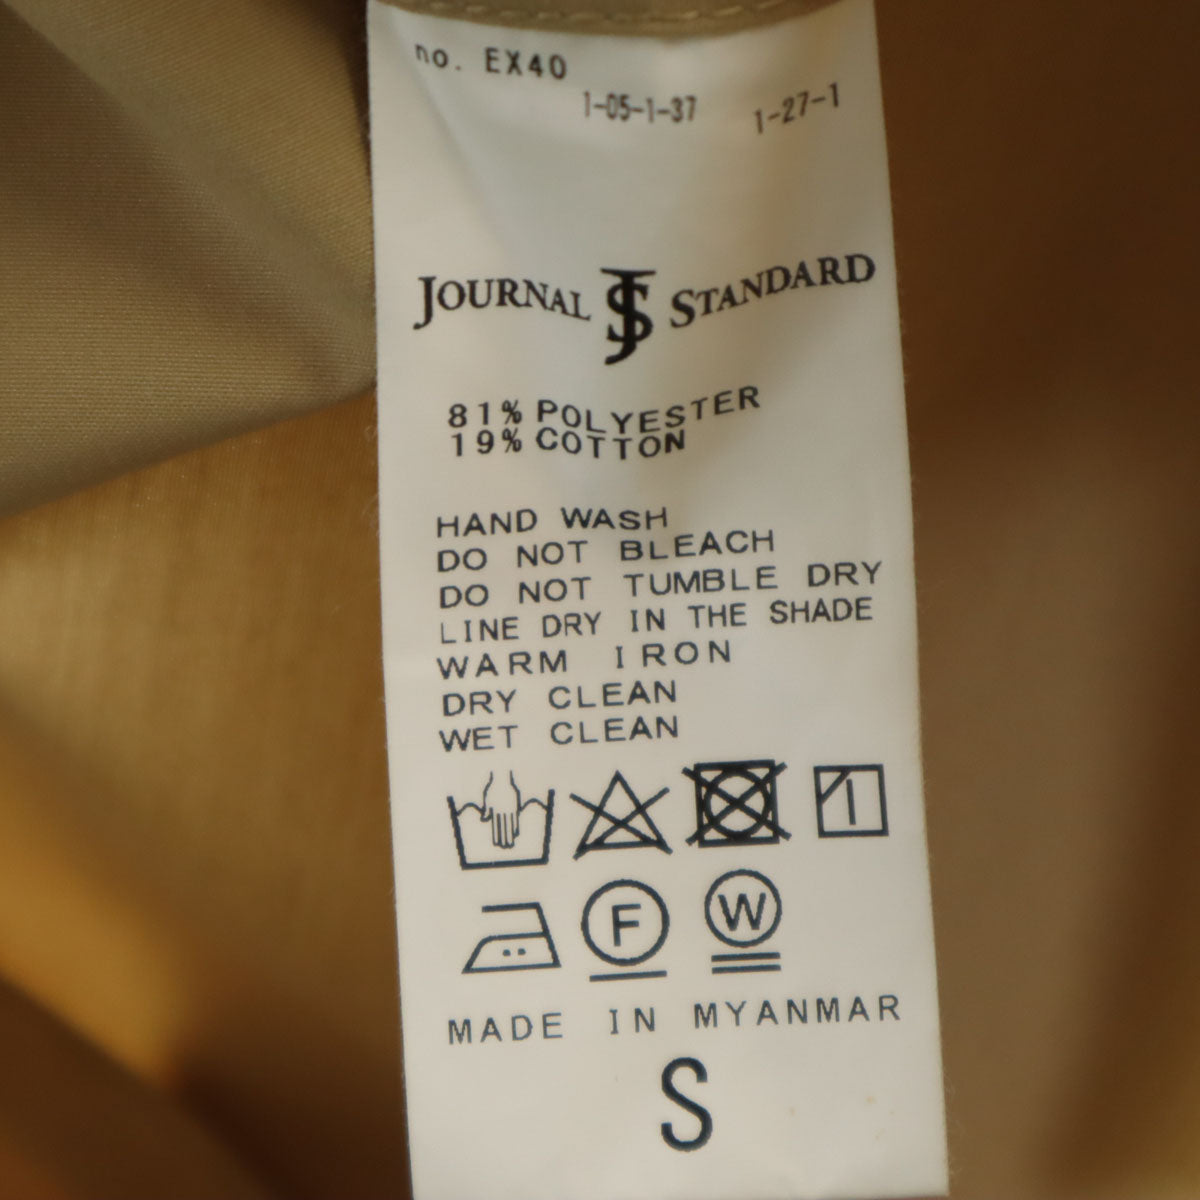 no. EX40
1-05-1-37 1-27-1
JOURNAL JS STANDARD
81% POLYESTER
19% COTTON
HAND WASH
DO NOT BLEACH
DO NOT TUMBLE DRY
LINE DRY IN THE SHADE
WARM IRON
DRY CLEAN
WET CLEAN
F W
MADE IN MYANMAR
S